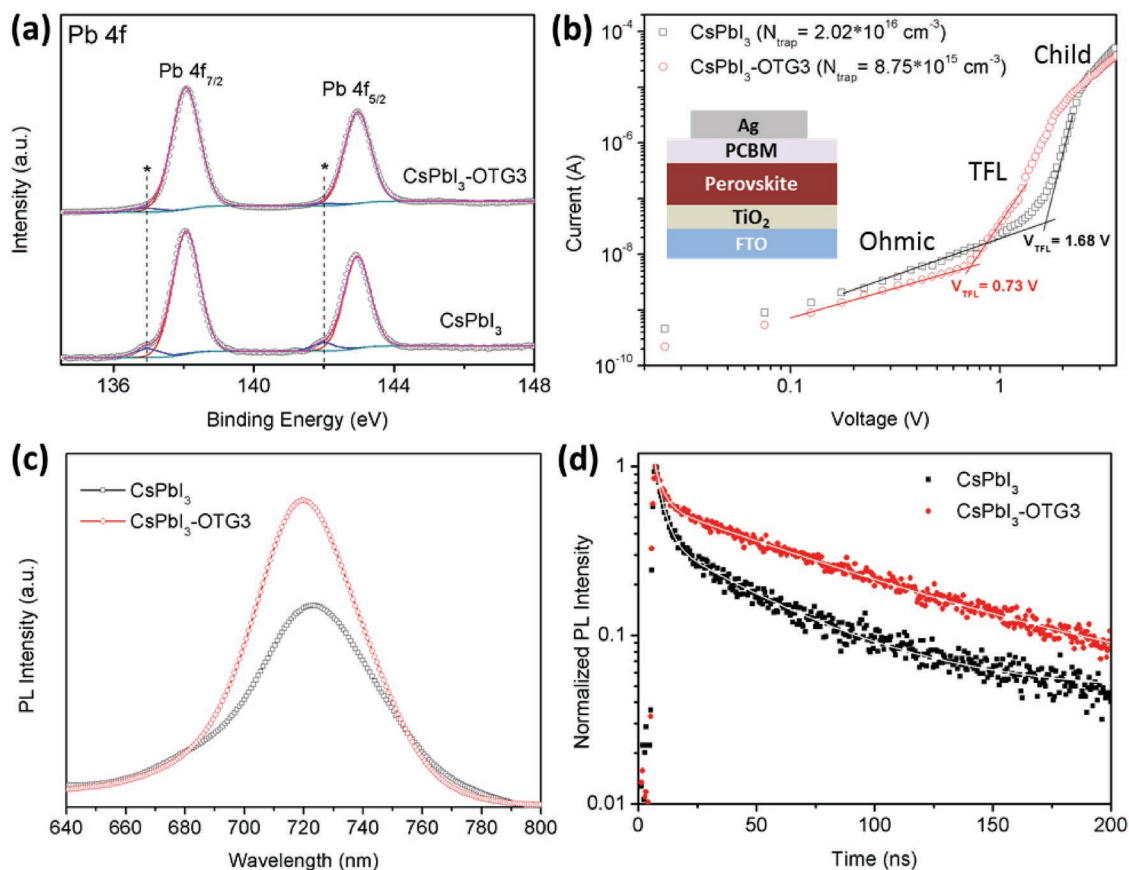 (a)
Pb 4f
Pb 4f7/2
Pb 4f5/2
*
*
CsPbI3-OTG3
CsPbI3
Intensity (a.u.)
136 140 142 144 148
Binding Energy (eV)
(b)
CsPbI3 (Ntrap= 2.02*10^16 cm^-3)
CsPbI3-OTG3 (Ntrap= 8.75*10^15 cm^-3)
Child
Ag
PCBM
Perovskite
TiO2
FTO
TFL
Ohmic
VTFL= 1.68 V
VTFL= 0.73 V
Current (A)
10^-4
10^-6
10^-8
10^-10
0.1 1
Voltage (V)
(c)
CsPbI3
CsPbI3-OTG3
PL Intensity (a.u.)
640 660 680 700 720 740 760 780 800
Wavelength (nm)
(d)
CsPbI3
CsPbI3-OTG3
Normalized PL Intensity
1
0.1
0.01
0 50 100 150 200
Time (ns)